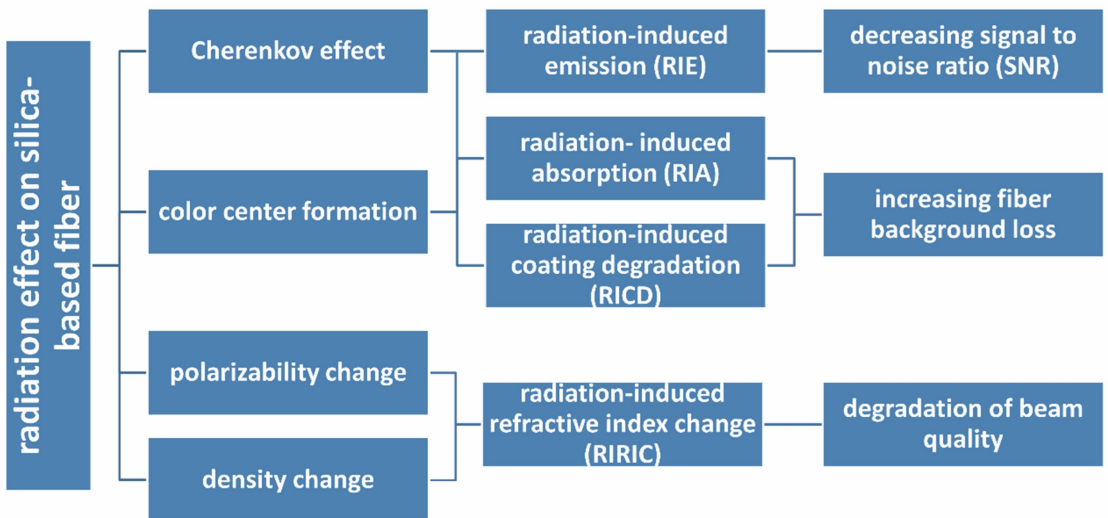 radiation effect on silica-
based fiber
Cherenkov effect
color center formation
polarizability change
density change
radiation-induced
emission (RIE)
radiation- induced
absorption (RIA)
radiation-induced
coating degradation
(RICD)
radiation-induced
refractive index change
(RIRIC)
decreasing signal to
noise ratio (SNR)
increasing fiber
background loss
degradation of beam
quality